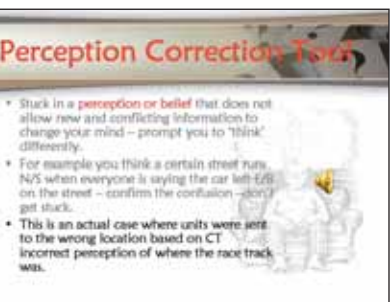 Perception Correction Tool
• Stuck in a perception or belief that does not
allow new and conflicting information to
change your mind – prompt you to "think"
differently.
• For example you think a certain street runs
N/S when everyone is saying the car left E/B
on the street – confirm the confusion – don't
get stuck.
• This is an actual case where units were sent
to the wrong location based on CT
incorrect perception of where the race track
was.